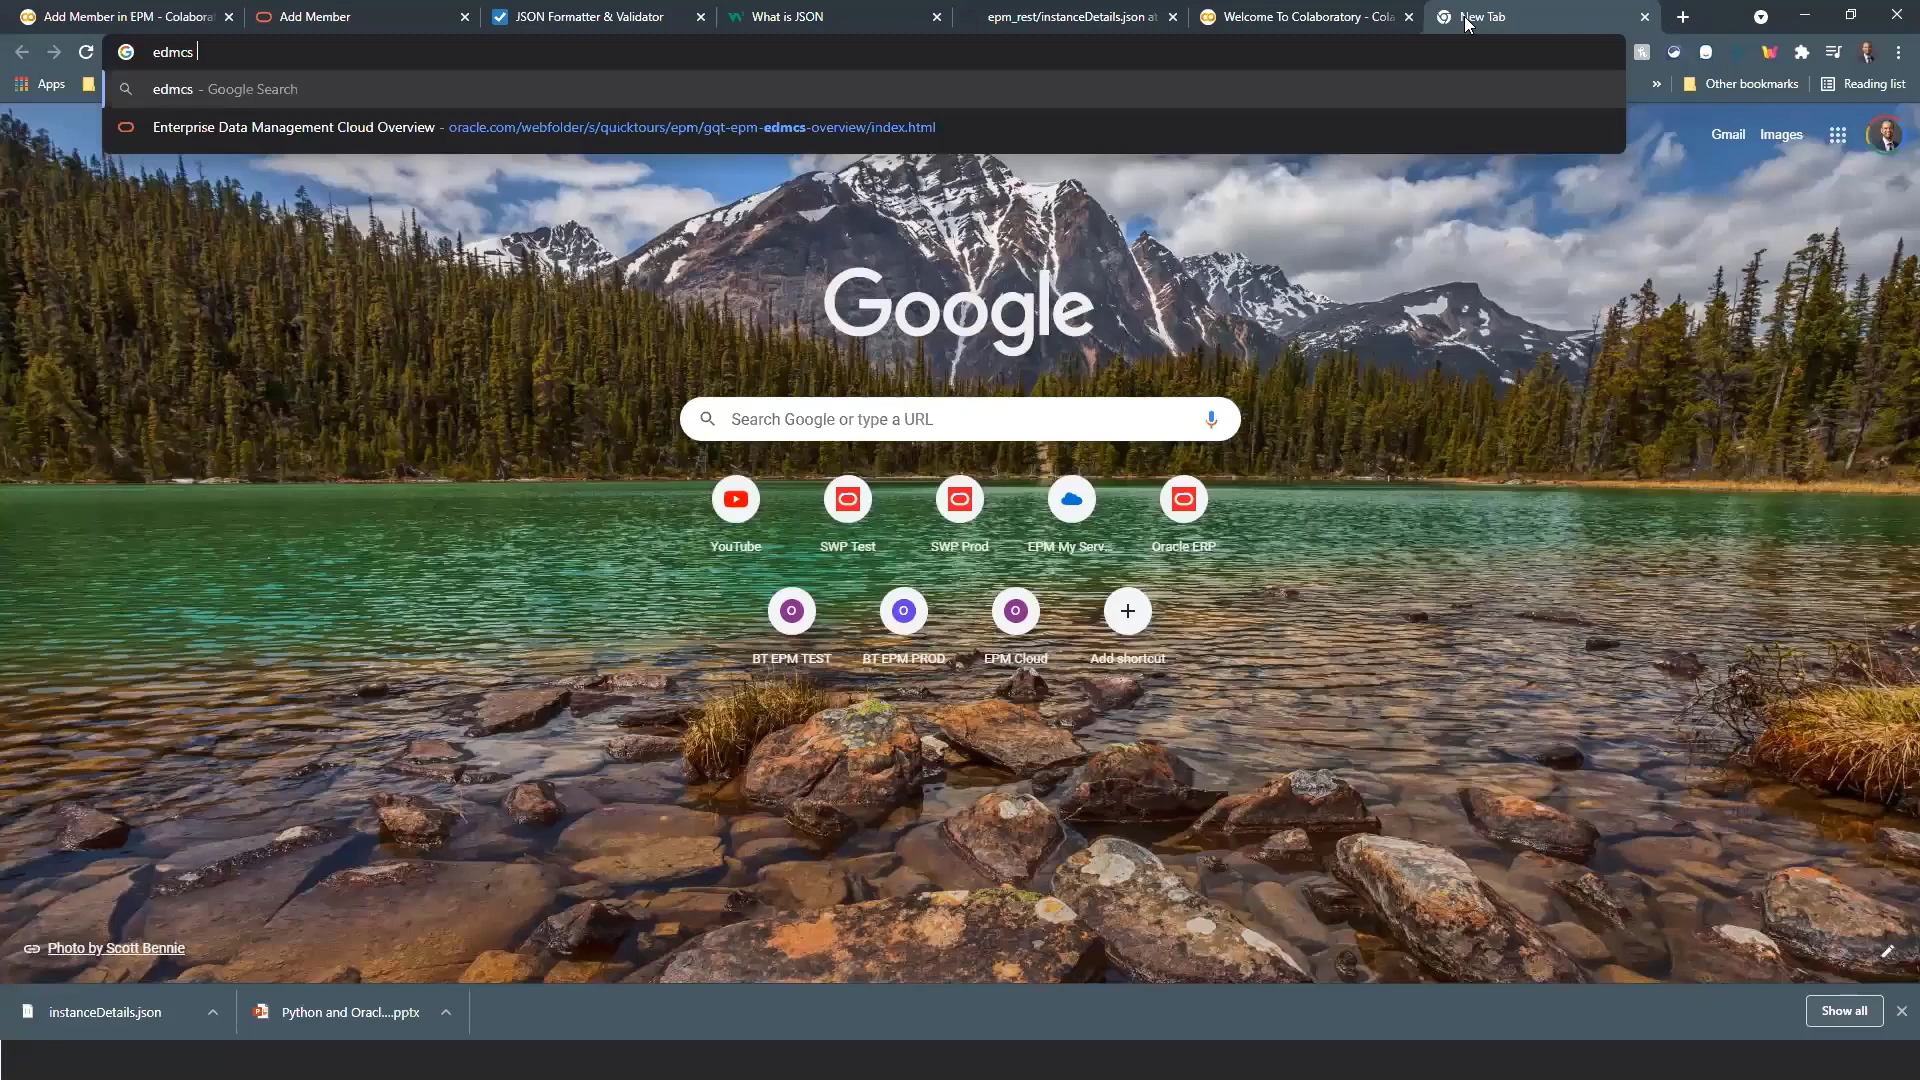 Add Member in EPM - Colabora
Add Member
JSON Formatter & Validator
What is JSON
epm_rest/instanceDetails.json at
Welcome To Colaboratory - Cola
New Tab
edmcs
Apps
Other bookmarks
Reading list
edmcs - Google Search
Enterprise Data Management Cloud Overview - oracle.com/webfolder/s/quicktours/epm/gqt-epm-edmcs-overview/index.html
Gmail
Images
Google
Search Google or type a URL
YouTube
SWP Test
SWP Prod
EPM My Serv...
Oracle ERP
O
O
O
BT EPM TEST
BT EPM PROD
EPM Cloud
Add shortcut
Photo by Scott Bennie
instanceDetails.json
Python and Oracl....pptx
Show all